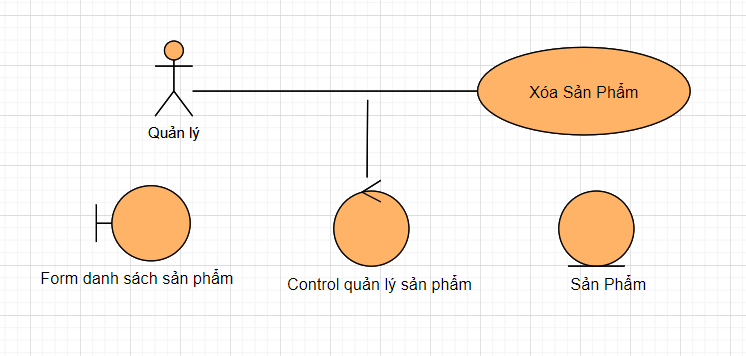 Xóa Sản Phẩm
Quản lý
Form danh sách sản phẩm
Control quản lý sản phẩm
Sản Phẩm